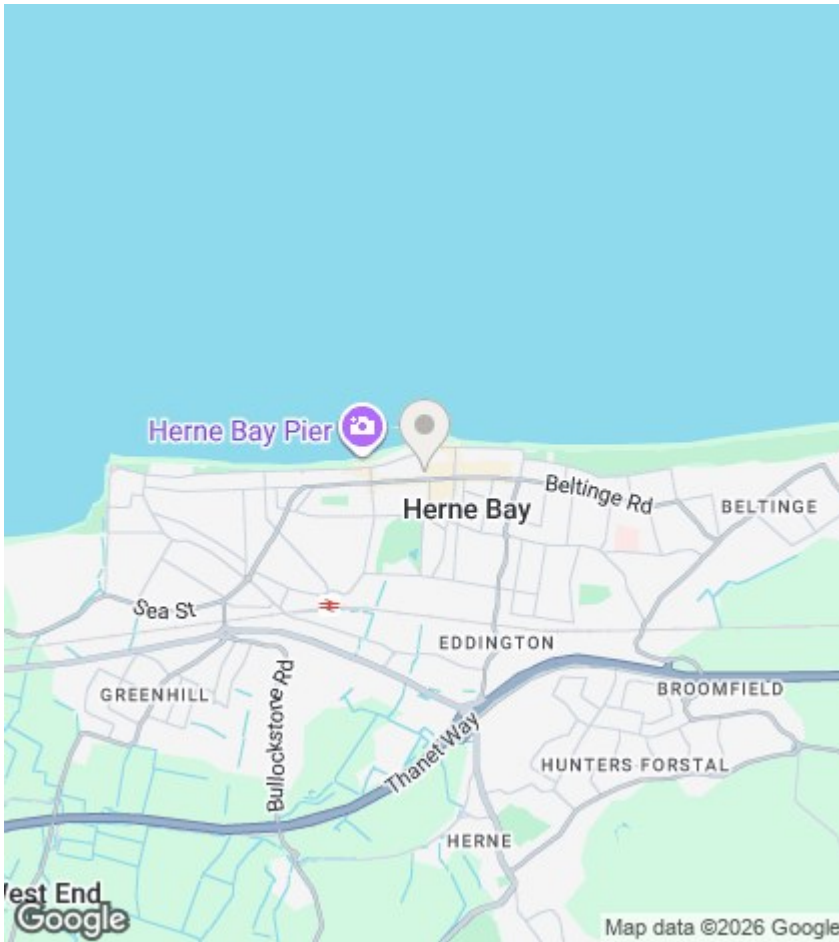 Herne Bay Pier
Herne Bay
Beltinge Rd
BELTINGE
Sea St
EDDINGTON
GREENHILL
Bullockstone Rd
BROOMFIELD
Thanet Way
HUNTERS FORSTAL
HERNE
West End
Google
Map data ©2026 Google